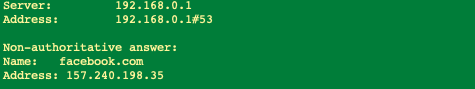 Server: 192.168.0.1
Address: 192.168.0.1#53

Non-authoritative answer:
Name: facebook.com
Address: 157.240.198.35